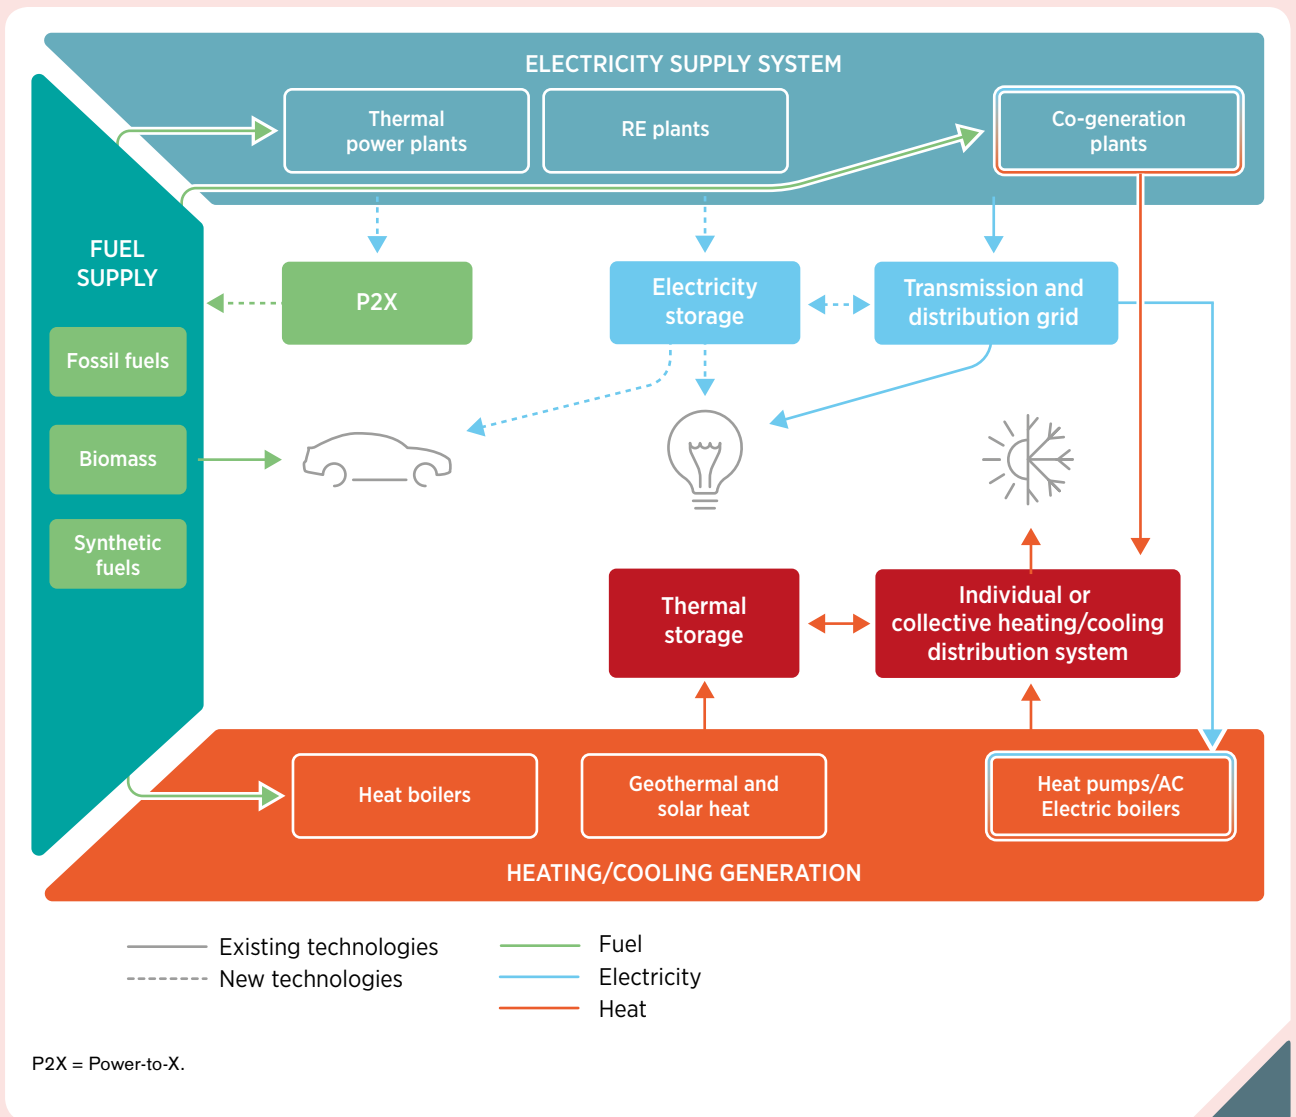 ELECTRICITY SUPPLY SYSTEM
Thermal
power plants
RE plants
Co-generation
plants
FUEL
SUPPLY
Fossil fuels
Biomass
Synthetic
fuels
P2X
Electricity
storage
Transmission and
distribution grid
Thermal
storage
Individual or
collective heating/cooling
distribution system
Heat boilers
Geothermal and
solar heat
Heat pumps/AC
Electric boilers
HEATING/COOLING GENERATION
Existing technologies
New technologies
Fuel
Electricity
Heat
P2X = Power-to-X.